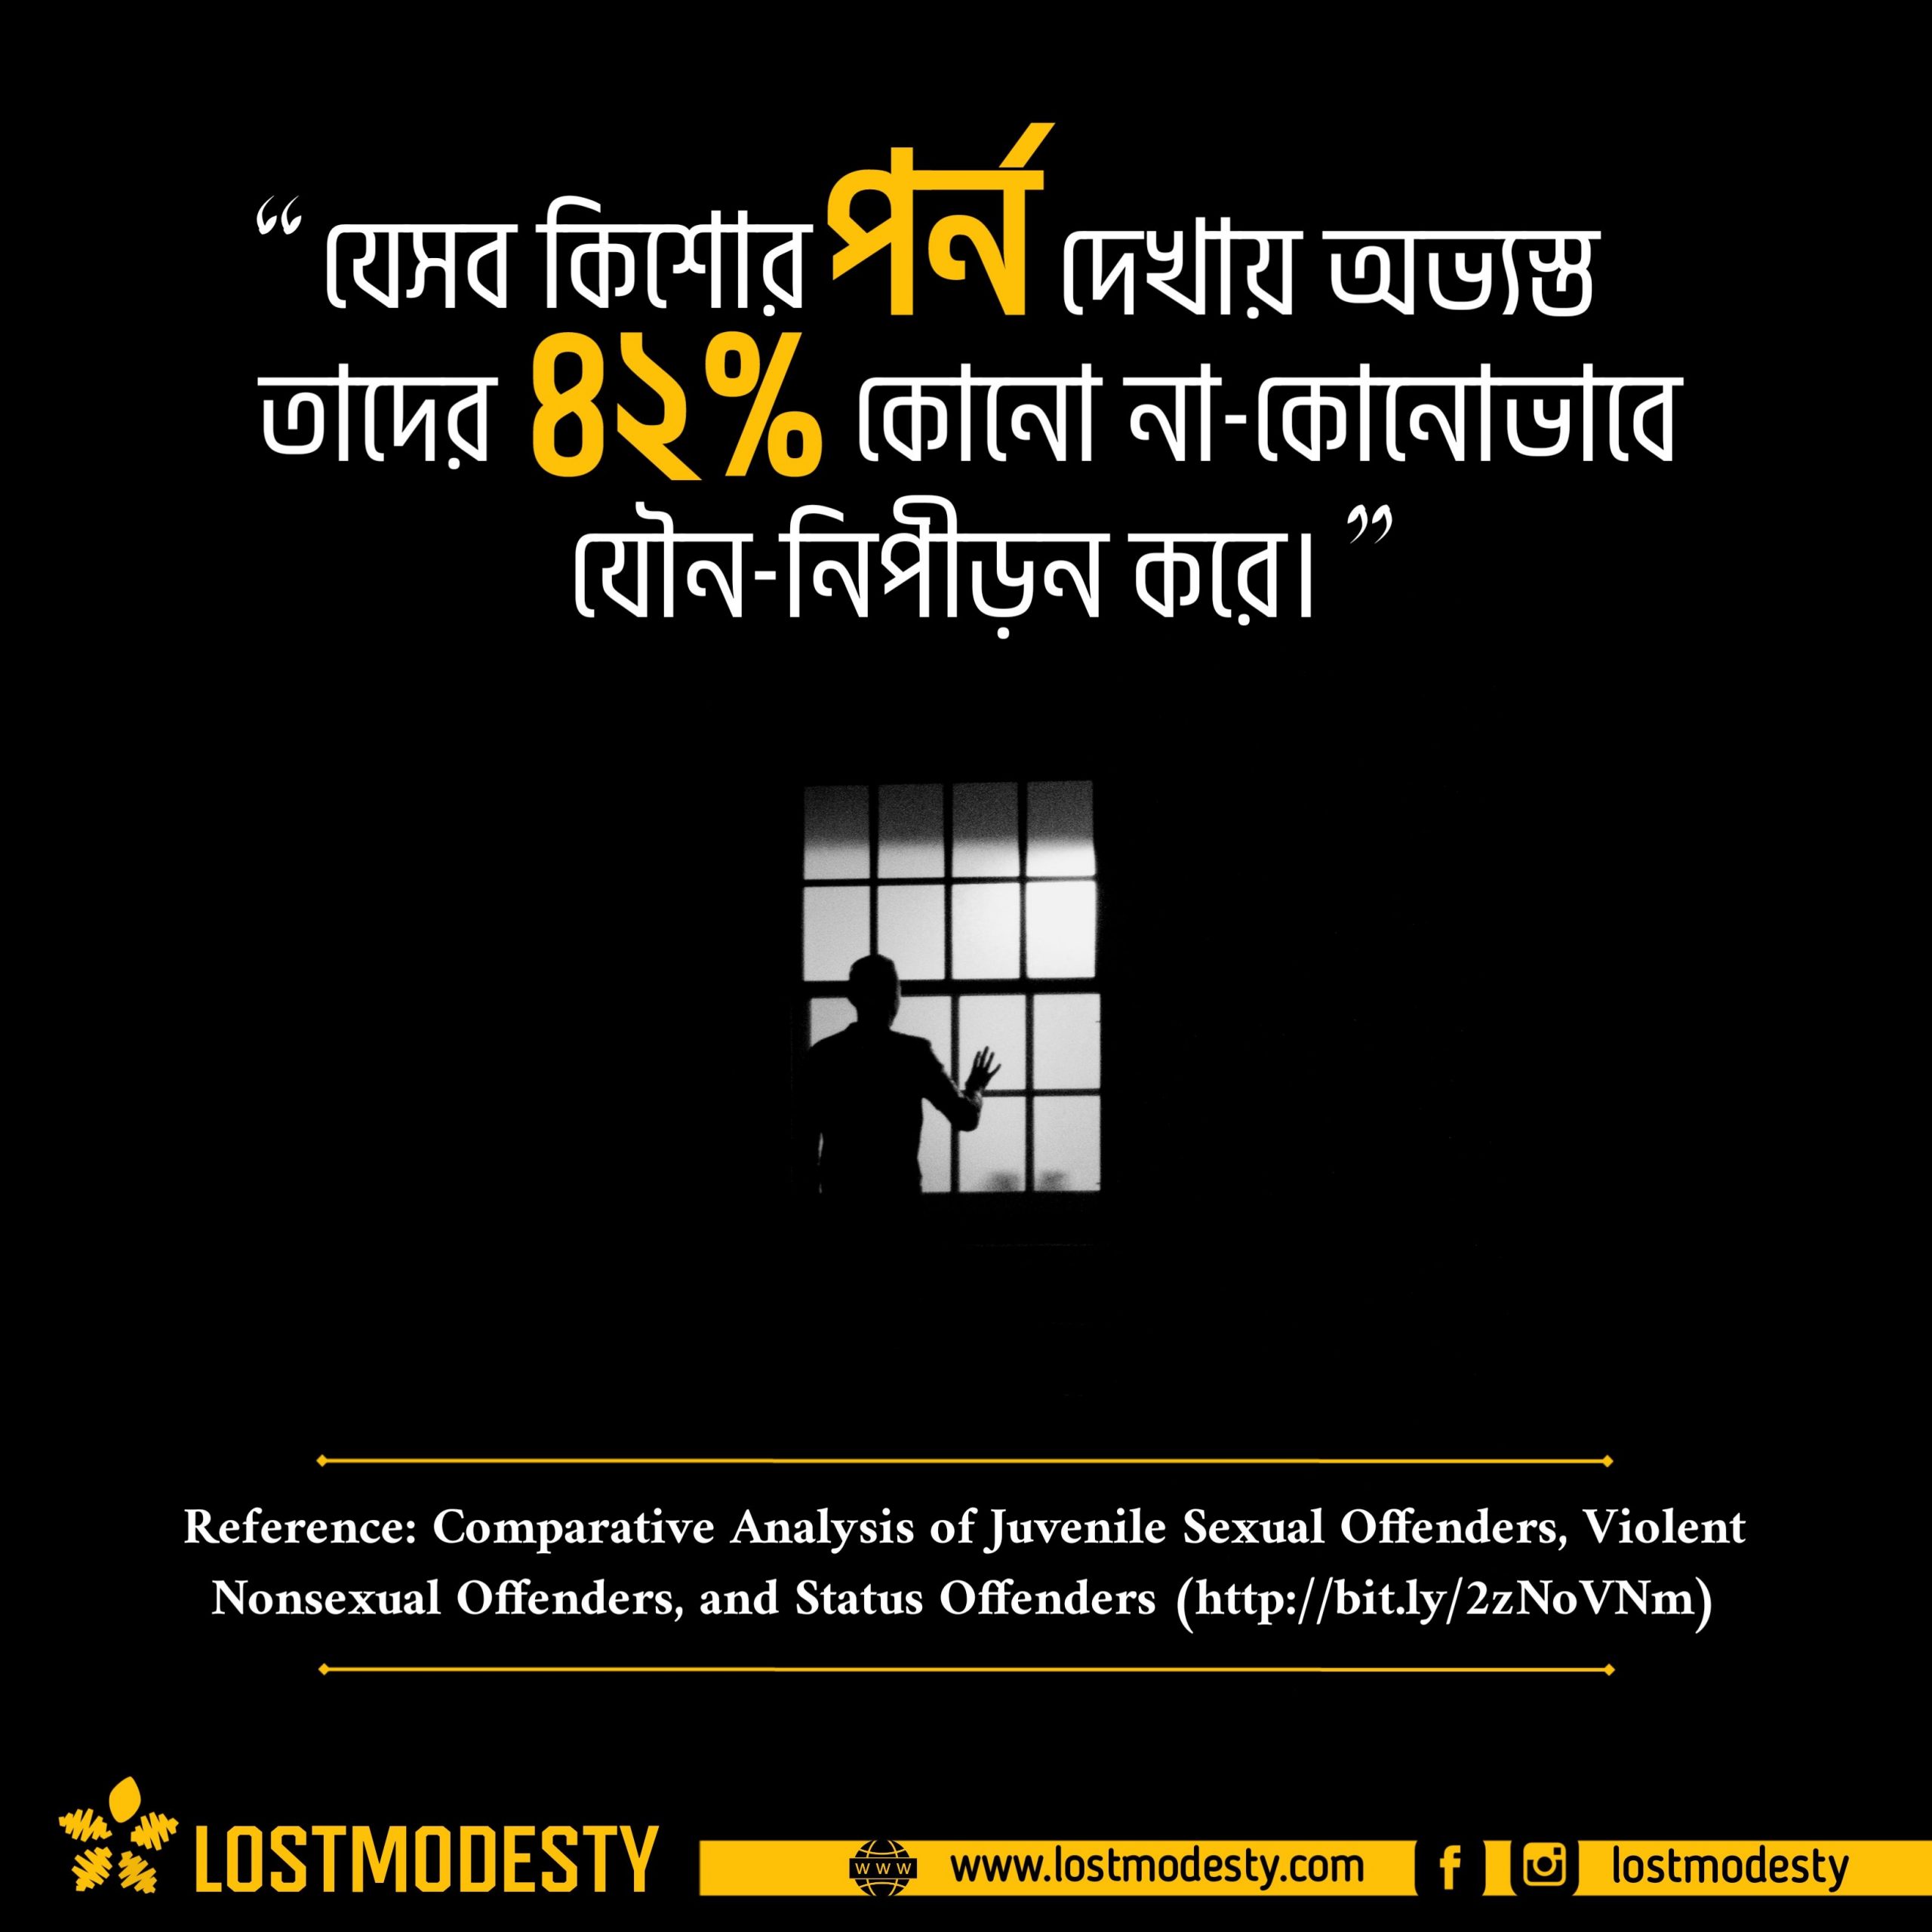 “ যেসব কিশোর পর্ন দেখায় অভ্যস্ত
তাদের ৪২% কোনো না-কোনোভাবে
যৌন-নিপীড়ন করে। ”
Reference: Comparative Analysis of Juvenile Sexual Offenders, Violent
Nonsexual Offenders, and Status Offenders (http://bit.ly/2zNoVNm)
LOSTMODESTY
www www.lostmodesty.com f lostmodesty